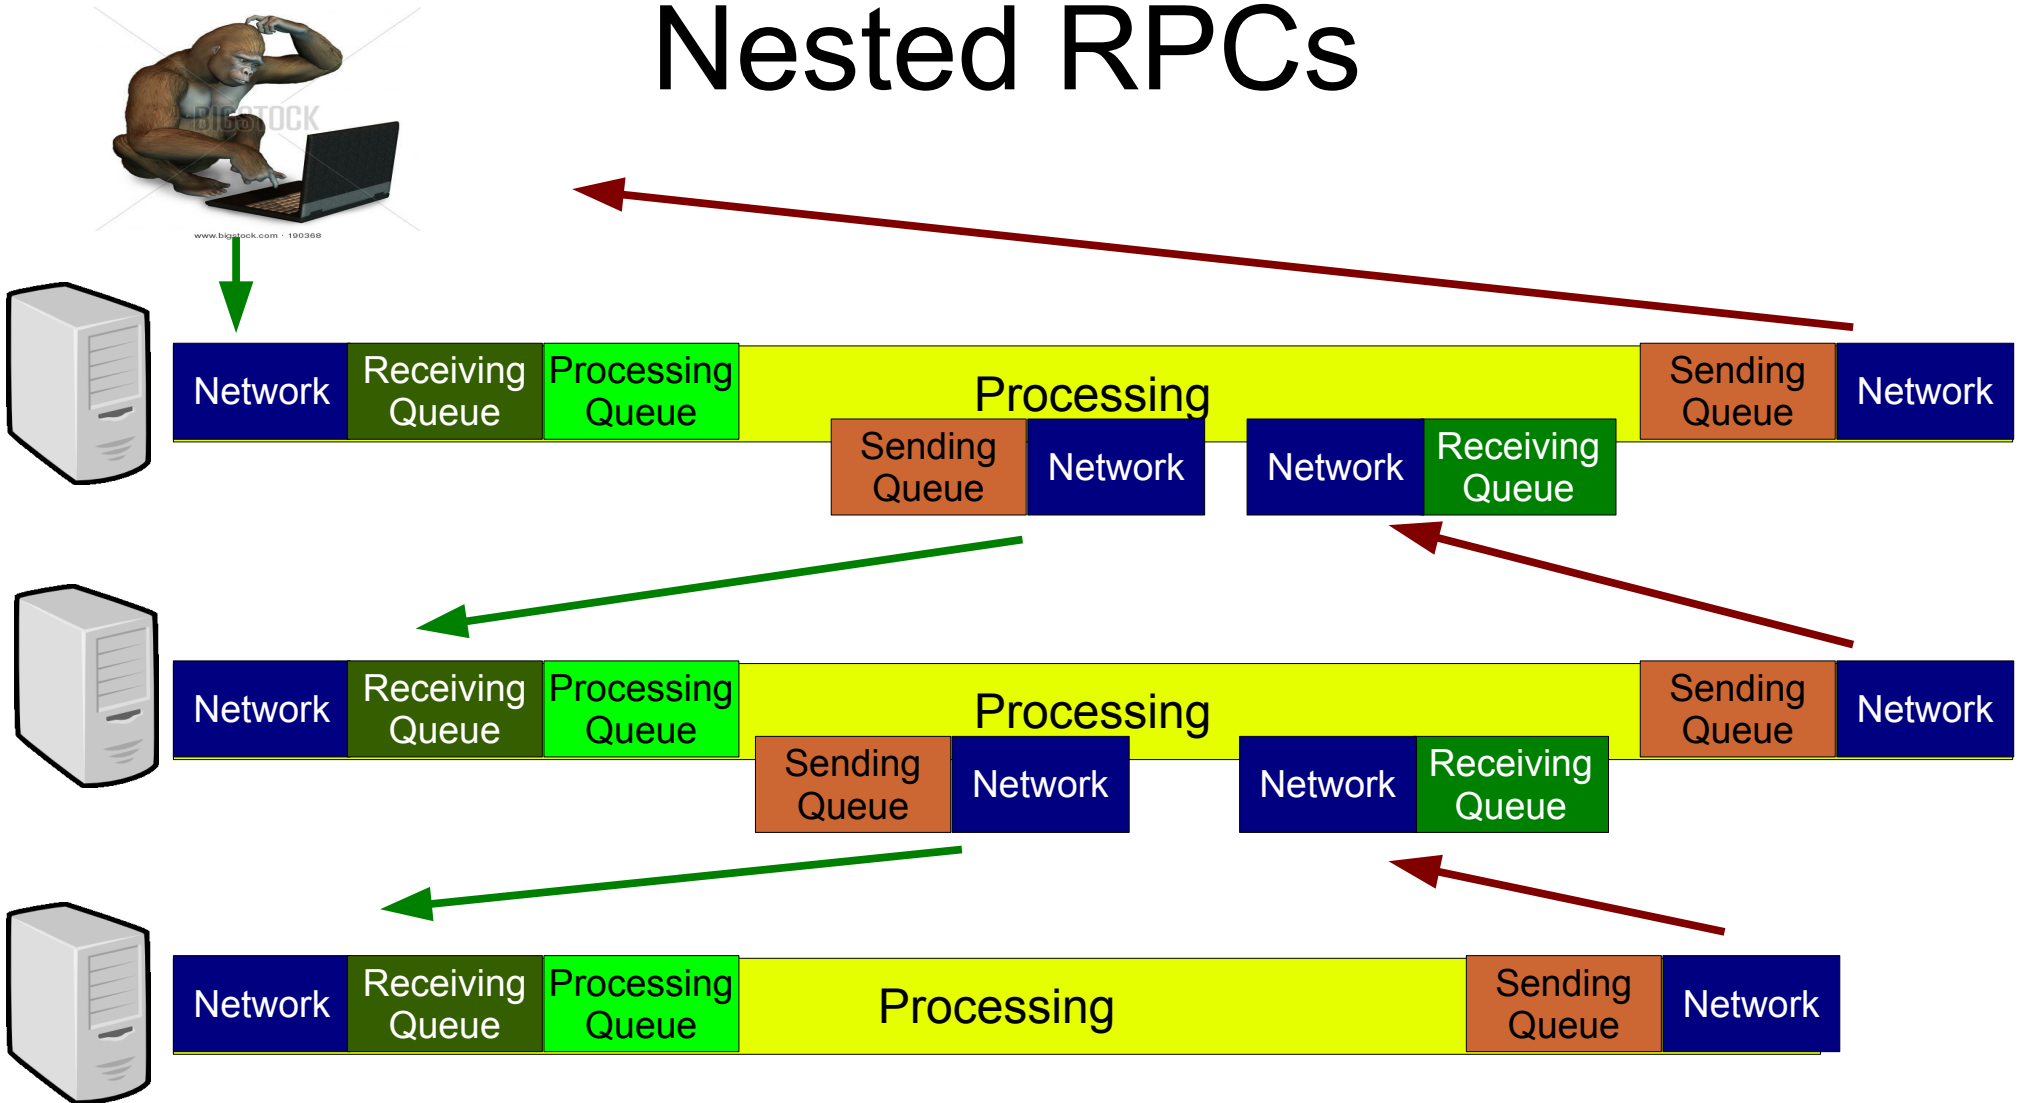 Nested RPCs
BIGSTOCK
www.bigstock.com · 190368
Network
Receiving
Queue
Processing
Queue
Processing
Sending
Queue
Network
Sending
Queue
Network
Network
Receiving
Queue
Network
Receiving
Queue
Processing
Queue
Processing
Sending
Queue
Network
Sending
Queue
Network
Network
Receiving
Queue
Network
Receiving
Queue
Processing
Queue
Processing
Sending
Queue
Network